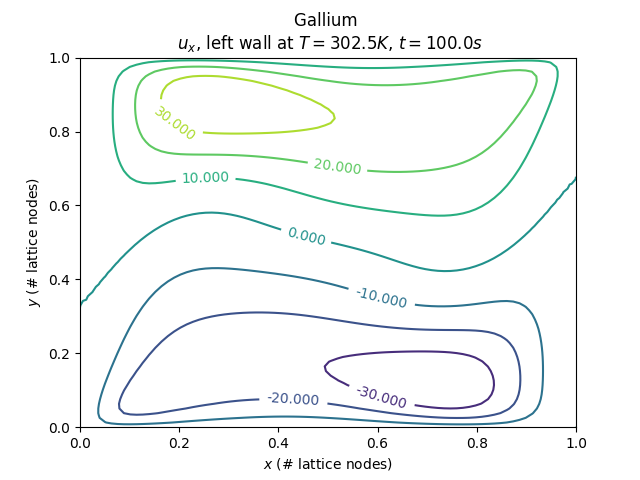 Gallium
u_x, left wall at T = 302.5K, t = 100.0s
1.0
0.8
0.6
0.4
0.2
0.0
y (# lattice nodes)
30.000
20.000
10.000
0.000
-10.000
-20.000
-30.000
0.0 0.2 0.4 0.6 0.8 1.0
x (# lattice nodes)